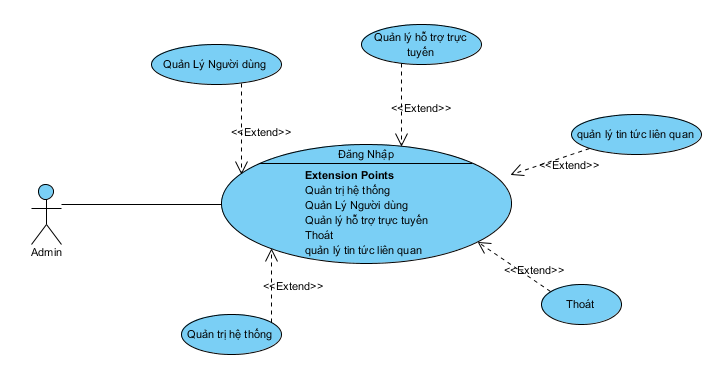 Quản lý hỗ trợ trực
tuyến
Quản Lý Người dùng
<<Extend>>
<<Extend>>
quản lý tin tức liên quan
<<Extend>>
Đăng Nhập
Extension Points
Quản trị hệ thống
Quản Lý Người dùng
Quản lý hỗ trợ trực tuyến
Thoát
quản lý tin tức liên quan
Admin
<<Extend>>
<<Extend>>
Thoát
Quản trị hệ thống